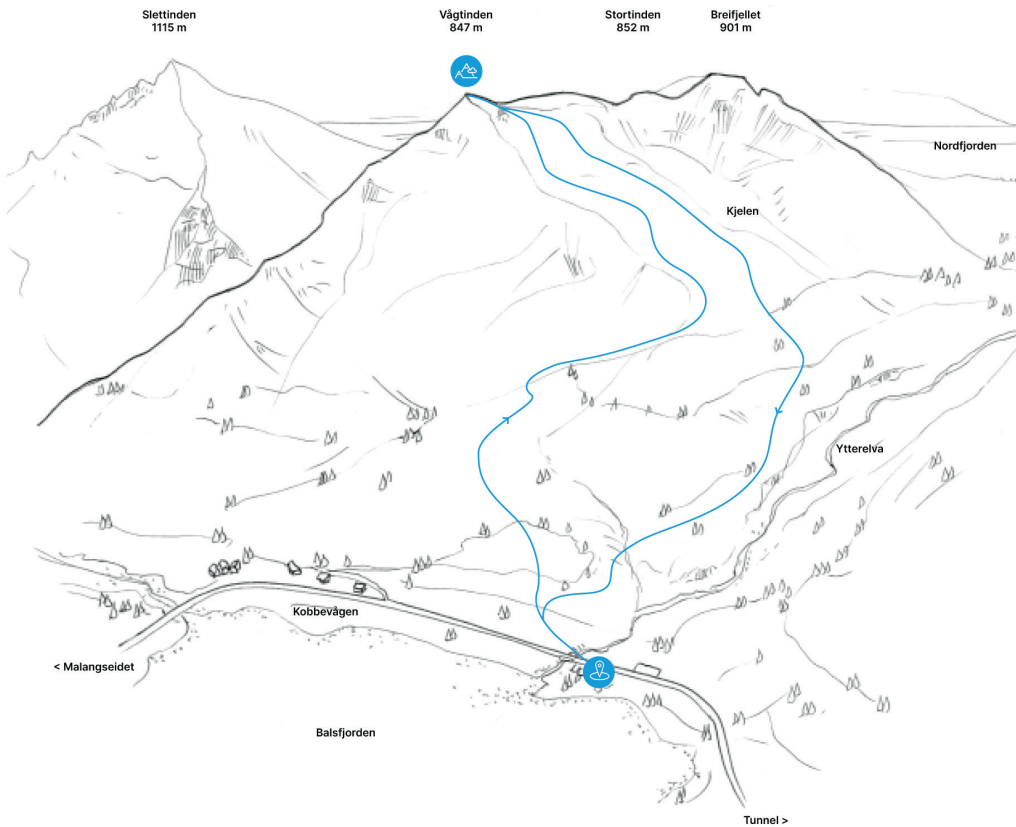 Slettinden
1115 m
Vågtinden
847 m
Stortinden
852 m
Breifjellet
901 m
Nordfjorden
Kjelen
Ytterelva
Kobbevågen
< Malangseidet
Balsfjorden
Tunnel >